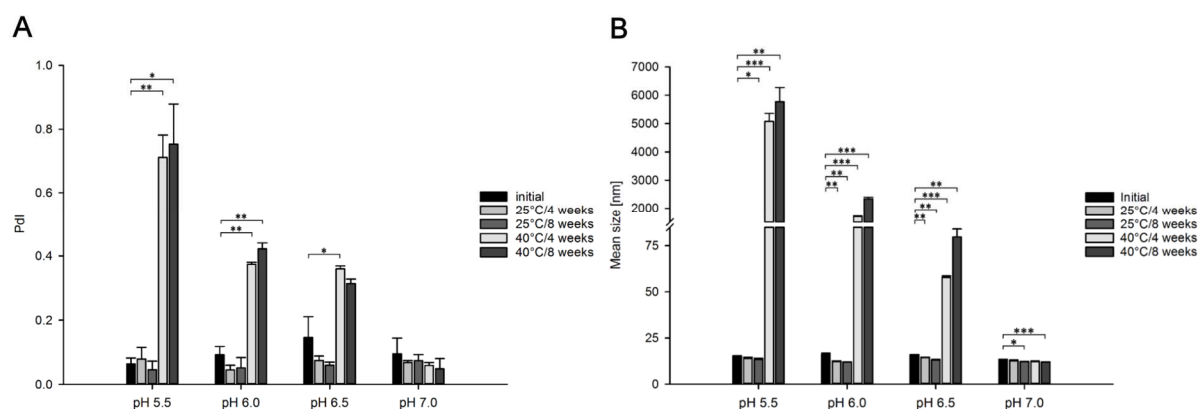 A
PdI
1.0
0.8
0.6
0.4
0.2
0.0
*
**
**
**
*
pH 5.5
pH 6.0
pH 6.5
pH 7.0
initial
25°C/4 weeks
25°C/8 weeks
40°C/4 weeks
40°C/8 weeks
B
Mean size [nm]
7000
6000
5000
4000
3000
2000
75
50
25
0
**
***
*
***
***
**
**
**
***
**
**
***
*
pH 5.5
pH 6.0
pH 6.5
pH 7.0
Initial
25°C/4 weeks
25°C/8 weeks
40°C/4 weeks
40°C/8 weeks